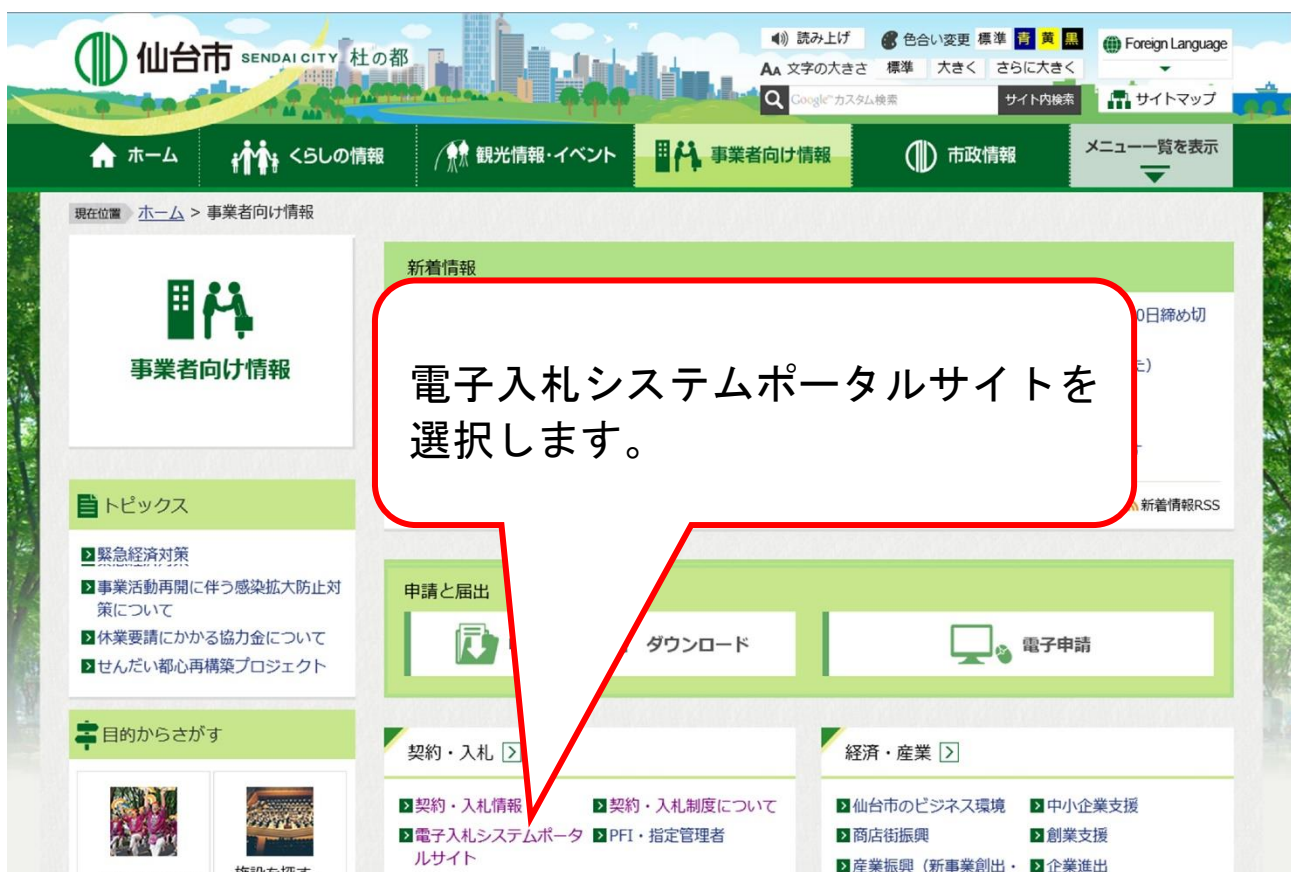 仙台市 SENDAI CITY 杜の都
読み上げ 色合い変更 標準 青 黄 黒 Foreign Language
AA 文字の大きさ 標準 大きく さらに大きく
Google カスタム検索 サイト内検索 サイトマップ
ホーム くらしの情報 観光情報・イベント 事業者向け情報 市政情報 メニュー一覧を表示
現在位置 ホーム > 事業者向け情報
事業者向け情報
新着情報
0日締め切
電子入札システムポータルサイトを
選択します。
新着情報RSS
トピックス
緊急経済対策
事業活動再開に伴う感染拡大防止対
策について
休業要請にかかる協力金について
せんだい都心再構築プロジェクト
申請と届出
ダウンロード
電子申請
目的からさがす
契約・入札
契約・入札情報 契約・入札制度について
電子入札システムポータ PFI・指定管理者
ルサイト
経済・産業
仙台市のビジネス環境 中小企業支援
商店街振興 創業支援
産業振興（新事業創出・ 企業進出